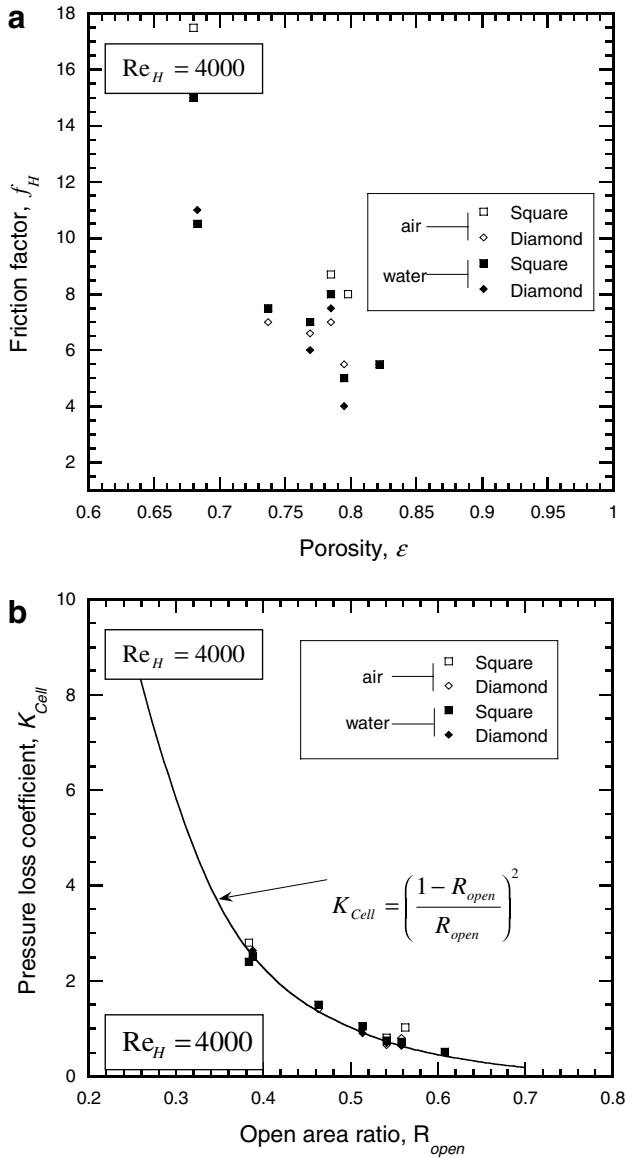 a
18
16
14
12
10
8
6
4
2
Friction factor, f_H
Re_H = 4000
air
Square
Diamond
water
Square
Diamond
0.6 0.65 0.7 0.75 0.8 0.85 0.9 0.95 1
Porosity, ε
b
10
8
6
4
2
0
Pressure loss coefficient, K_Cell
Re_H = 4000
air
Square
Diamond
water
Square
Diamond
K_Cell = ((1 − R_open) / R_open)^2
Re_H = 4000
0.2 0.3 0.4 0.5 0.6 0.7 0.8
Open area ratio, R_open